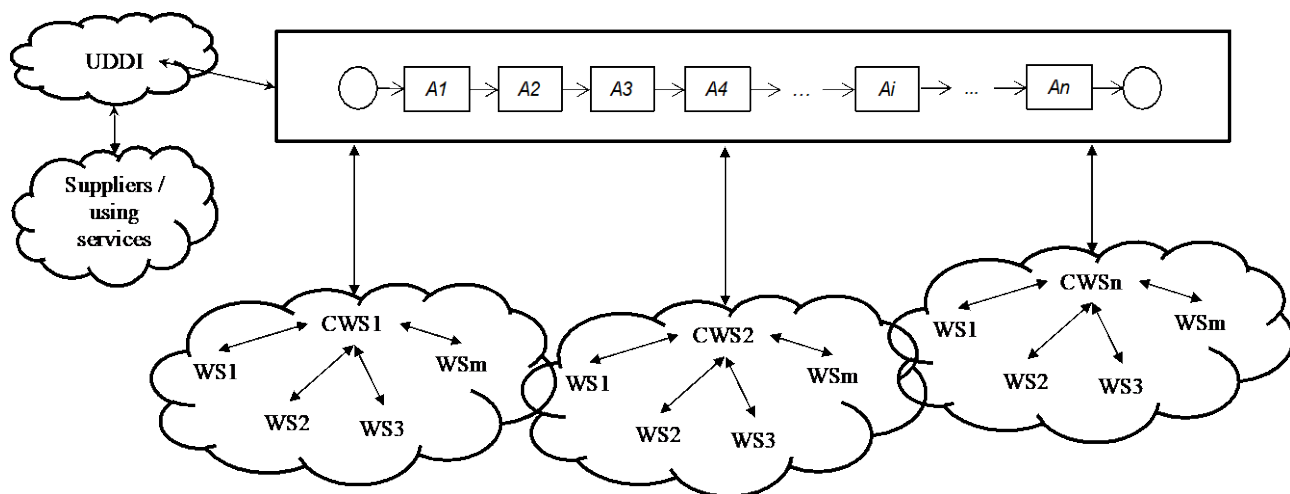 UDDI
A1 A2 A3 A4 ... Ai ... An
Suppliers /
using
services
CWS1
WS1
WSm
WS2
WS3
CWS2
WS1
WSm
WS2
WS3
CWSn
WS1
WSm
WS2
WS3